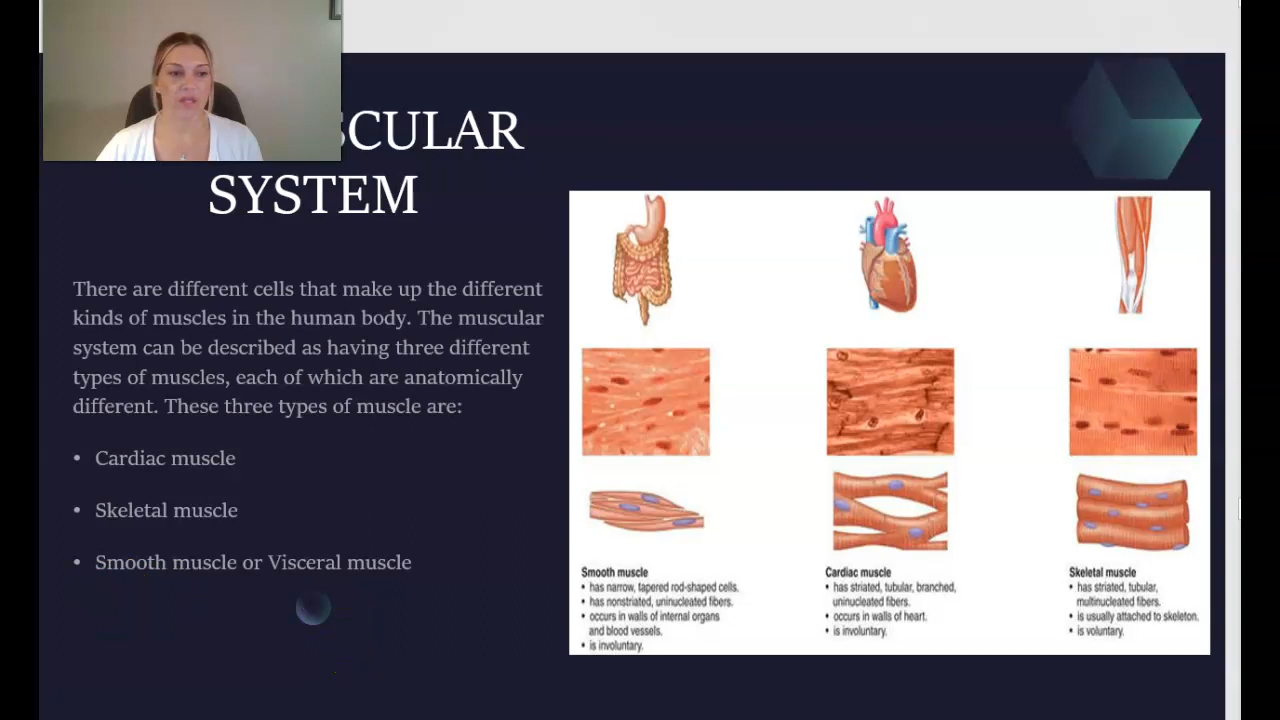 SCULAR
SYSTEM
There are different cells that make up the different
kinds of muscles in the human body. The muscular
system can be described as having three different
types of muscles, each of which are anatomically
different. These three types of muscle are:
• Cardiac muscle
• Skeletal muscle
• Smooth muscle or Visceral muscle
Smooth muscle
• has narrow, tapered rod-shaped cells.
• has nonstriated, uninucleated fibers.
• occurs in walls of internal organs
and blood vessels.
• is involuntary.
Cardiac muscle
• has striated, tubular, branched,
uninucleated fibers.
• occurs in walls of heart.
• is involuntary.
Skeletal muscle
• has striated, tubular,
multinucleated fibers.
• is usually attached to skeleton.
• is voluntary.